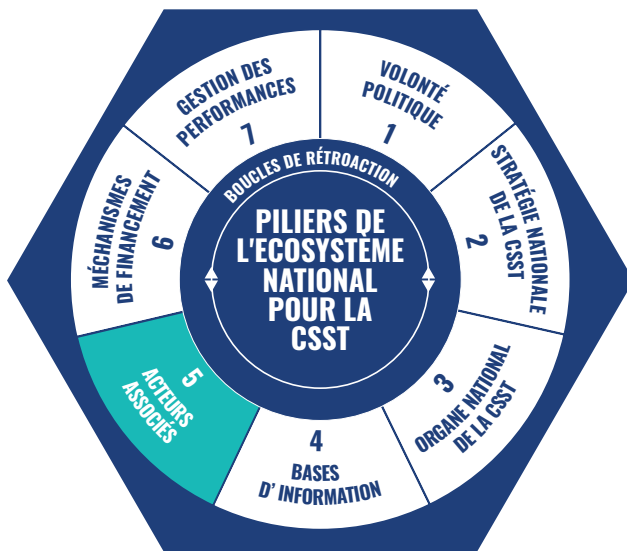 BOUCLES DE RÉTROACTION
PILIERS DE
L'ECOSYSTÈME
NATIONAL
POUR LA
CSST
VOLONTÉ
POLITIQUE
1
STRATÉGIE NATIONALE
DE LA CSST
2
3
ORGANE NATIONAL
DE LA CSST
4
BASES
D' INFORMATION
5
ACTEURS
ASSOCIÉS
MÉCHANISMES
DE FINANCEMENT
6
GESTION DES
PERFORMANCES
7